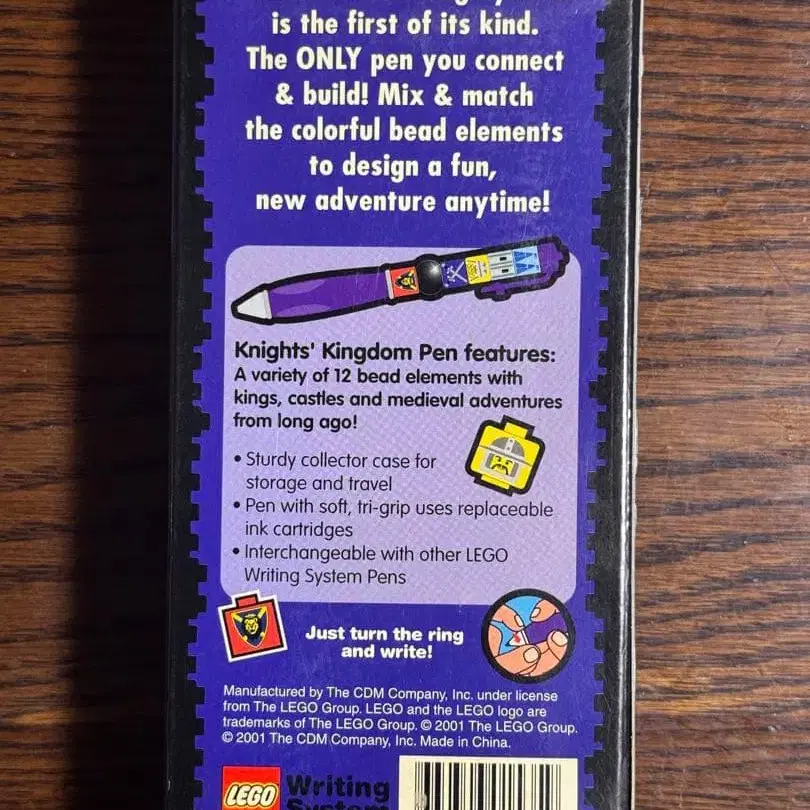 is the first of its kind.
The ONLY pen you connect
& build! Mix & match
the colorful bead elements
to design a fun,
new adventure anytime!
Knights' Kingdom Pen features:
A variety of 12 bead elements with
kings, castles and medieval adventures
from long ago!
• Sturdy collector case for
storage and travel
• Pen with soft, tri-grip uses replaceable
ink cartridges
• Interchangeable with other LEGO
Writing System Pens
Just turn the ring
and write!
Manufactured by The CDM Company, Inc. under license
from The LEGO Group. LEGO and the LEGO logo are
trademarks of The LEGO Group. © 2001 The LEGO Group.
© 2001 The CDM Company, Inc. Made in China.
LEGO Writing
System